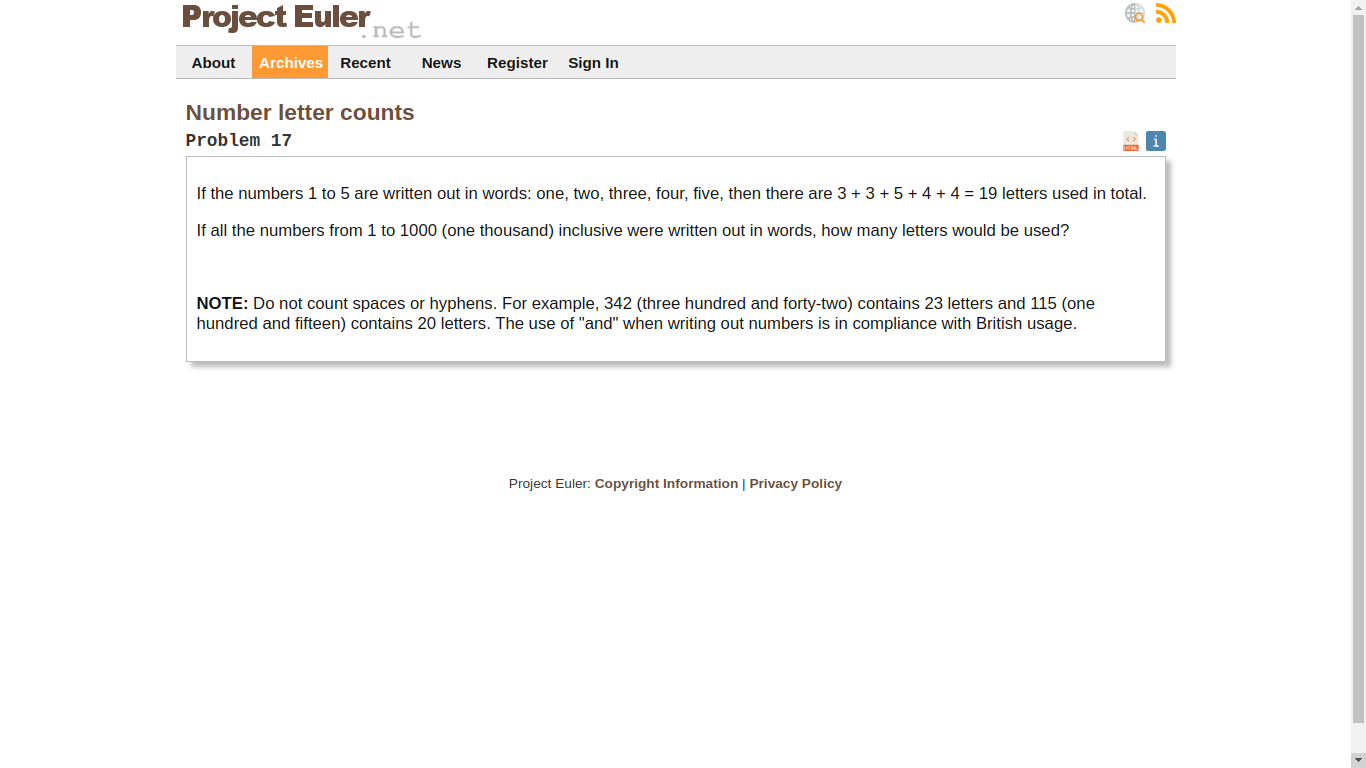 Project Euler
.net
About Archives Recent News Register Sign In
Number letter counts
Problem 17
HTML i
If the numbers 1 to 5 are written out in words: one, two, three, four, five, then there are 3 + 3 + 5 + 4 + 4 = 19 letters used in total.
If all the numbers from 1 to 1000 (one thousand) inclusive were written out in words, how many letters would be used?
NOTE: Do not count spaces or hyphens. For example, 342 (three hundred and forty-two) contains 23 letters and 115 (one
hundred and fifteen) contains 20 letters. The use of "and" when writing out numbers is in compliance with British usage.
Project Euler: Copyright Information | Privacy Policy